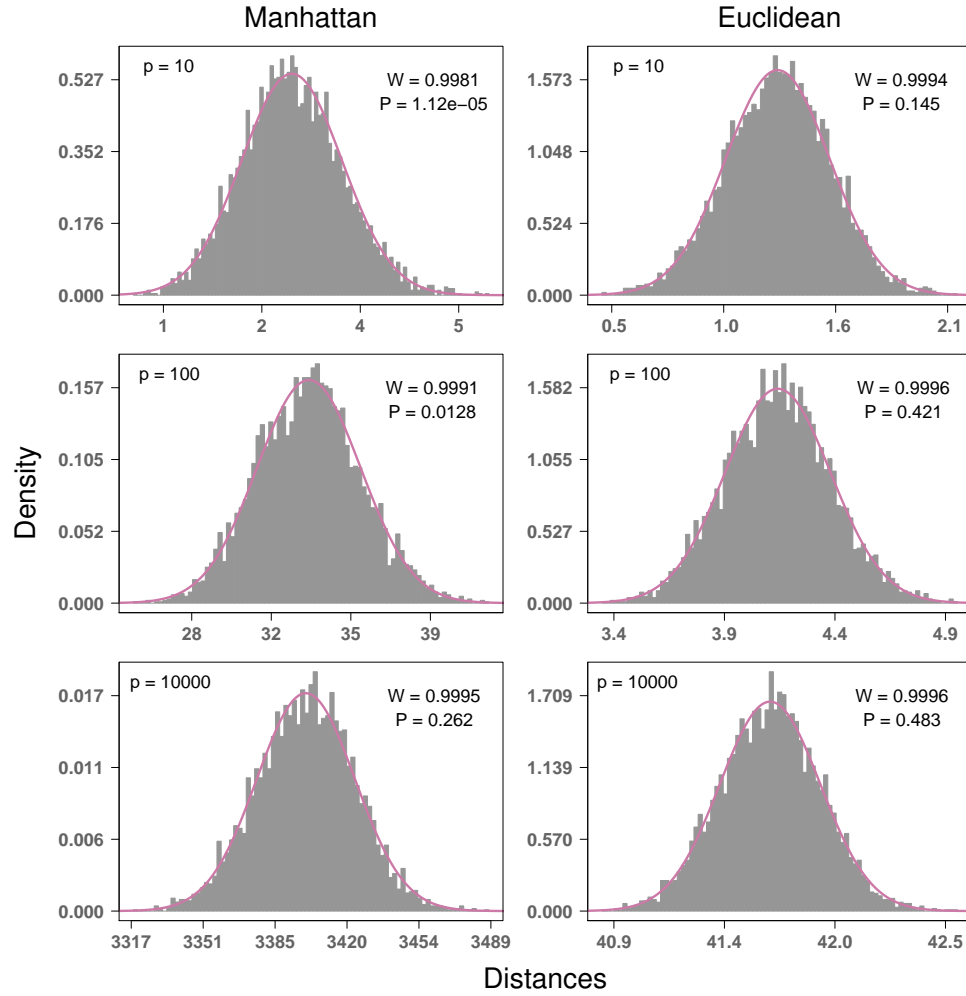 Manhattan
Euclidean
p = 10
W = 0.9981
P = 1.12e−05
0.527
0.352
0.176
0.000
1
2
4
5
p = 10
W = 0.9994
P = 0.145
1.573
1.048
0.524
0.000
0.5
1.0
1.6
2.1
p = 100
W = 0.9991
P = 0.0128
0.157
0.105
0.052
0.000
28
32
35
39
p = 100
W = 0.9996
P = 0.421
1.582
1.055
0.527
0.000
3.4
3.9
4.4
4.9
p = 10000
W = 0.9995
P = 0.262
0.017
0.011
0.006
0.000
3317
3351
3385
3420
3454
3489
p = 10000
W = 0.9996
P = 0.483
1.709
1.139
0.570
0.000
40.9
41.4
42.0
42.5
Density
Distances